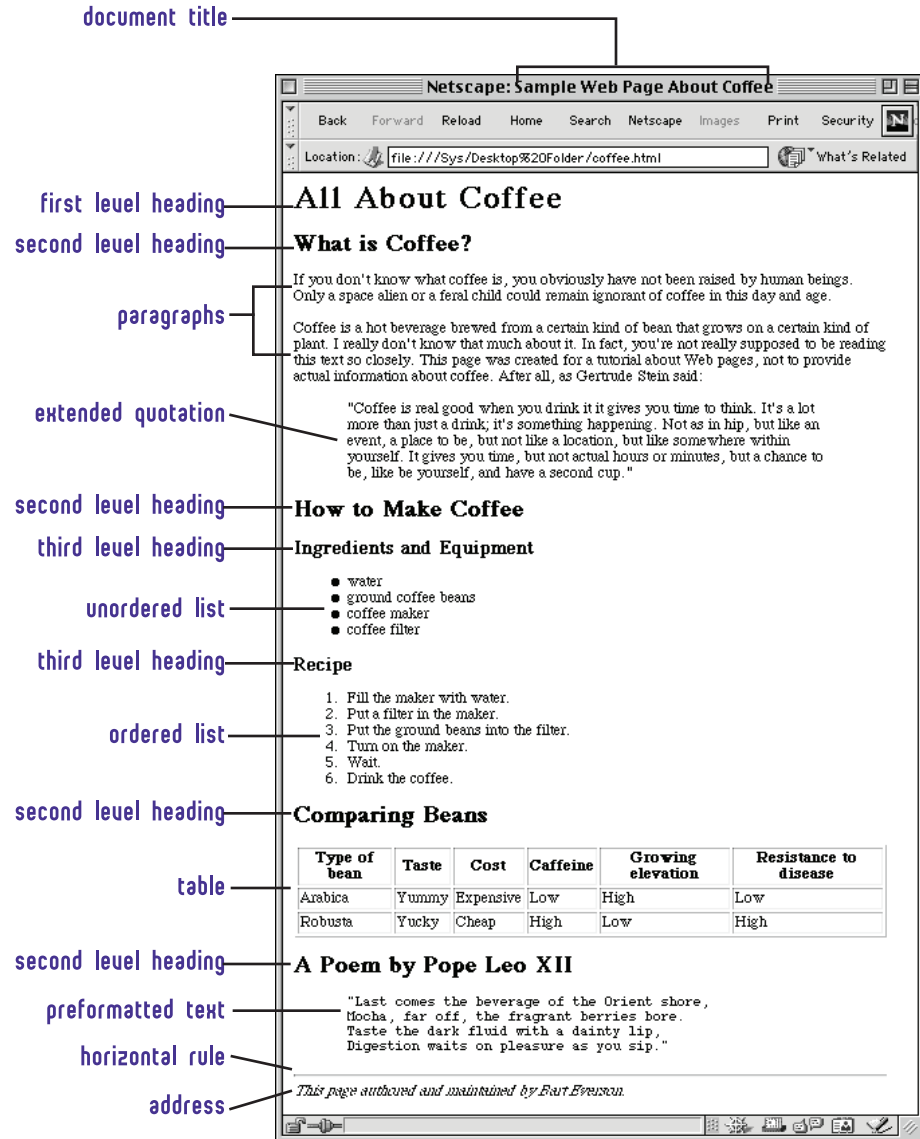 document title
Netscape: Sample Web Page About Coffee
Back Forward Reload Home Search Netscape Images Print Security N
Location: file:///Sys/Desktop%20Folder/coffee.html What's Related
first level heading
All About Coffee
second level heading
What is Coffee?
paragraphs
If you don't know what coffee is, you obviously have not been raised by human beings.
Only a space alien or a feral child could remain ignorant of coffee in this day and age.
Coffee is a hot beverage brewed from a certain kind of bean that grows on a certain kind of
plant. I really don't know that much about it. In fact, you're not really supposed to be reading
this text so closely. This page was created for a tutorial about Web pages, not to provide
actual information about coffee. After all, as Gertrude Stein said:
extended quotation
"Coffee is real good when you drink it it gives you time to think. It's a lot
more than just a drink; it's something happening. Not as in hip, but like an
event, a place to be, but not like a location, but like somewhere within
yourself. It gives you time, but not actual hours or minutes, but a chance to
be, like be yourself, and have a second cup."
second level heading
How to Make Coffee
third level heading
Ingredients and Equipment
unordered list
● water
● ground coffee beans
● coffee maker
● coffee filter
third level heading
Recipe
ordered list
1. Fill the maker with water.
2. Put a filter in the maker.
3. Put the ground beans into the filter.
4. Turn on the maker.
5. Wait.
6. Drink the coffee.
second level heading
Comparing Beans
table
Type of bean Taste Cost Caffeine Growing elevation Resistance to disease
Arabica Yummy Expensive Low High Low
Robusta Yucky Cheap High Low High
second level heading
A Poem by Pope Leo XII
preformatted text
"Last comes the beverage of the Orient shore,
Mocha, far off, the fragrant berries bore.
Taste the dark fluid with a dainty lip,
Digestion waits on pleasure as you sip."
horizontal rule
address
This page authored and maintained by Bart Everson.